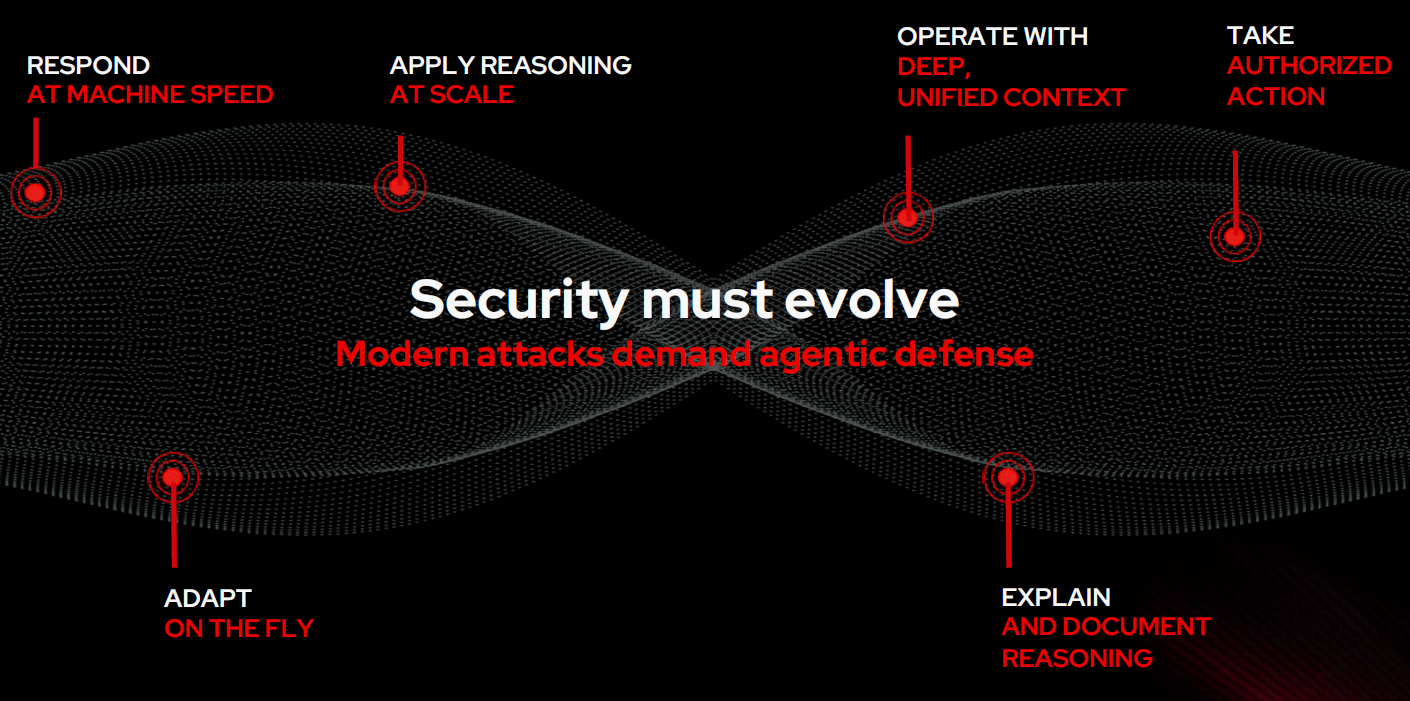 RESPOND
AT MACHINE SPEED
APPLY REASONING
AT SCALE
OPERATE WITH
DEEP,
UNIFIED CONTEXT
TAKE
AUTHORIZED
ACTION
Security must evolve
Modern attacks demand agentic defense
ADAPT
ON THE FLY
EXPLAIN
AND DOCUMENT
REASONING